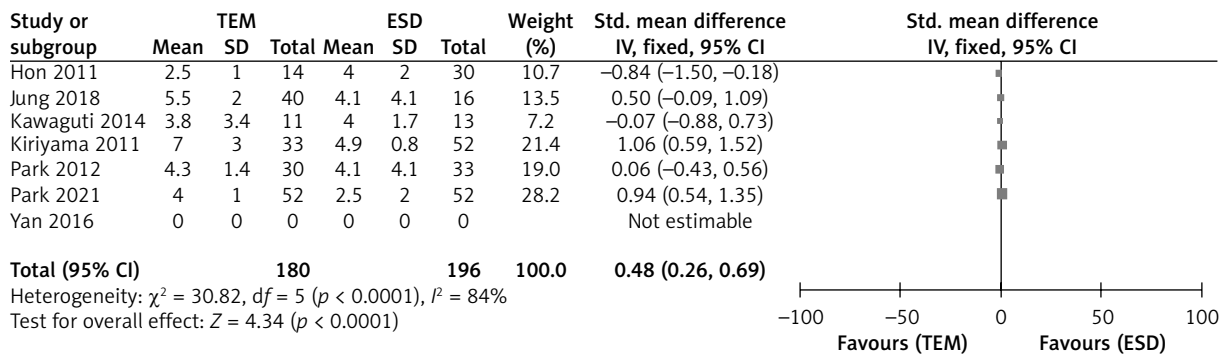 Study or TEM ESD Weight Std. mean difference Std. mean difference
subgroup Mean SD Total Mean SD Total (%) IV, fixed, 95% CI IV, fixed, 95% CI
Hon 2011 2.5 1 14 4 2 30 10.7 −0.84 (−1.50, −0.18)
Jung 2018 5.5 2 40 4.1 4.1 16 13.5 0.50 (−0.09, 1.09)
Kawaguti 2014 3.8 3.4 11 4 1.7 13 7.2 −0.07 (−0.88, 0.73)
Kiriyama 2011 7 3 33 4.9 0.8 52 21.4 1.06 (0.59, 1.52)
Park 2012 4.3 1.4 30 4.1 4.1 33 19.0 0.06 (−0.43, 0.56)
Park 2021 4 1 52 2.5 2 52 28.2 0.94 (0.54, 1.35)
Yan 2016 0 0 0 0 0 0 Not estimable
Total (95% CI) 180 196 100.0 0.48 (0.26, 0.69)
Heterogeneity: χ² = 30.82, df = 5 (p < 0.0001), I² = 84%
Test for overall effect: Z = 4.34 (p < 0.0001)
−100 −50 0 50 100
Favours (TEM) Favours (ESD)